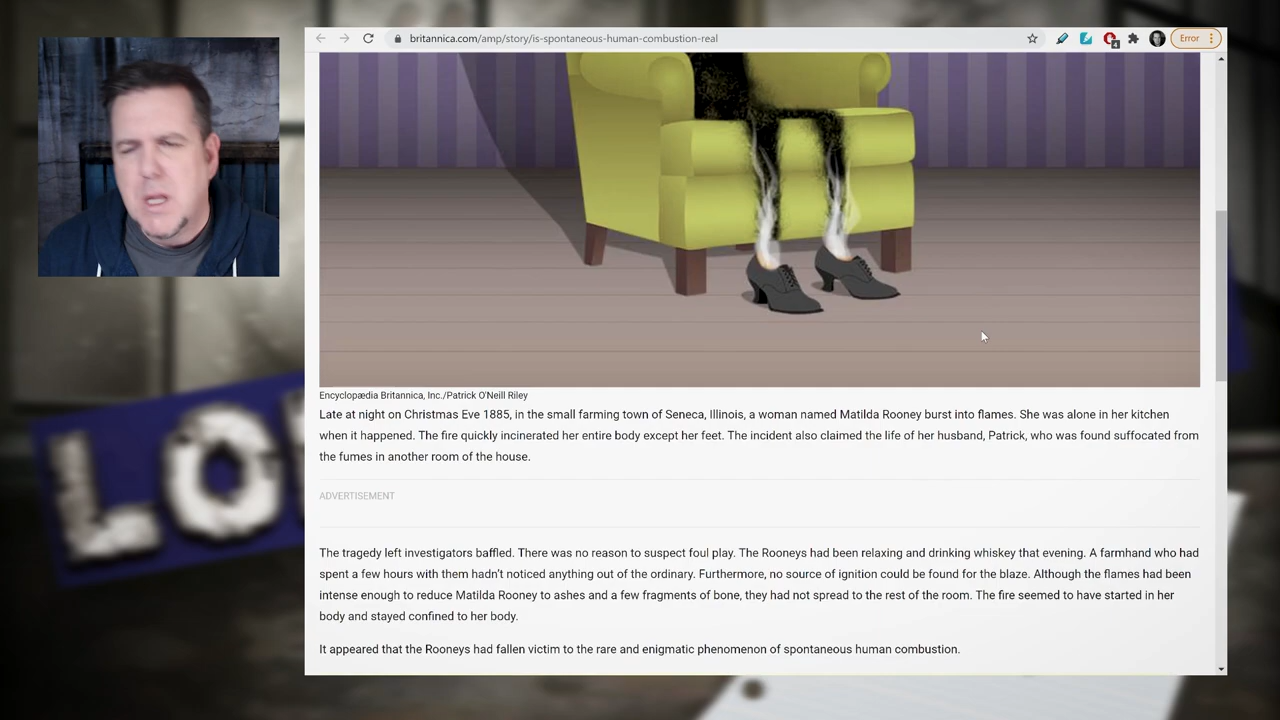 britannica.com/amp/story/is-spontaneous-human-combustion-real
4
Error
Encyclopædia Britannica, Inc./Patrick O'Neill Riley
Late at night on Christmas Eve 1885, in the small farming town of Seneca, Illinois, a woman named Matilda Rooney burst into flames. She was alone in her kitchen
when it happened. The fire quickly incinerated her entire body except her feet. The incident also claimed the life of her husband, Patrick, who was found suffocated from
the fumes in another room of the house.
ADVERTISEMENT
The tragedy left investigators baffled. There was no reason to suspect foul play. The Rooneys had been relaxing and drinking whiskey that evening. A farmhand who had
spent a few hours with them hadn't noticed anything out of the ordinary. Furthermore, no source of ignition could be found for the blaze. Although the flames had been
intense enough to reduce Matilda Rooney to ashes and a few fragments of bone, they had not spread to the rest of the room. The fire seemed to have started in her
body and stayed confined to her body.
It appeared that the Rooneys had fallen victim to the rare and enigmatic phenomenon of spontaneous human combustion.